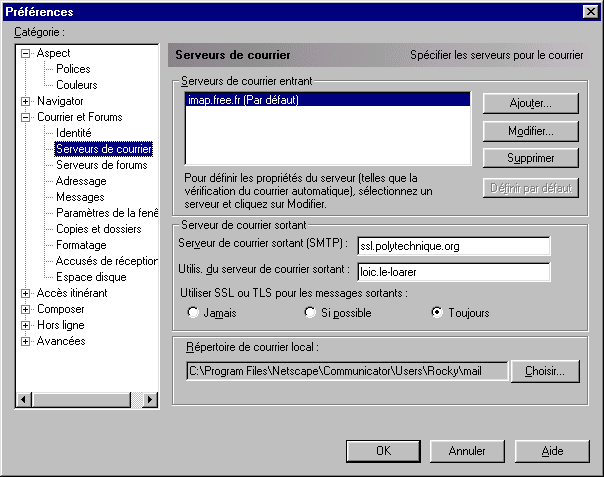 Préférences
Catégorie :
Aspect
Polices
Couleurs
Navigator
Courrier et Forums
Identité
Serveurs de courrier
Serveurs de forums
Adressage
Messages
Paramètres de la fenê
Copies et dossiers
Formatage
Accusés de réception
Espace disque
Accès itinérant
Composer
Hors ligne
Avancées
Serveurs de courrier
Spécifier les serveurs pour le courrier
Serveurs de courrier entrant
imap.free.fr (Par défaut)
Ajouter...
Modifier...
Supprimer
Définir par défaut
Pour définir les propriétés du serveur (telles que la
vérification du courrier automatique), sélectionnez un
serveur et cliquez sur Modifier.
Serveur de courrier sortant
Serveur de courrier sortant (SMTP) :
ssl.polytechnique.org
Utilis. du serveur de courrier sortant :
loic.le-loarer
Utiliser SSL ou TLS pour les messages sortants :
Jamais
Si possible
Toujours
Répertoire de courrier local :
C:\Program Files\Netscape\Communicator\Users\Rocky\mail
Choisir...
OK
Annuler
Aide